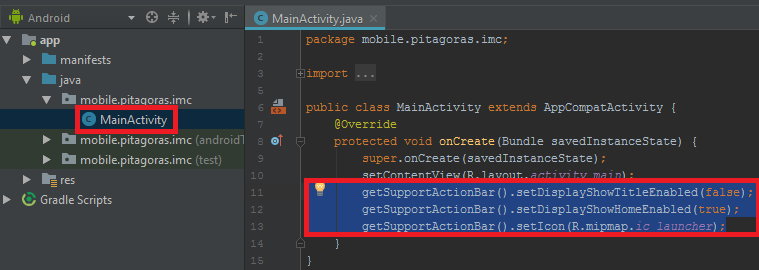 Android
app
manifests
java
mobile.pitagoras.imc
MainActivity
mobile.pitagoras.imc (androidT
mobile.pitagoras.imc (test)
res
Gradle Scripts
MainActivity.java
1 package mobile.pitagoras.imc;
2
3 import ...
5
6 public class MainActivity extends AppCompatActivity {
7 @Override
8 protected void onCreate(Bundle savedInstanceState) {
9 super.onCreate(savedInstanceState);
10 setContentView(R.layout.activity_main);
11 getSupportActionBar().setDisplayShowTitleEnabled(false);
12 getSupportActionBar().setDisplayShowHomeEnabled(true);
13 getSupportActionBar().setIcon(R.mipmap.ic_launcher);
14 }
15 }